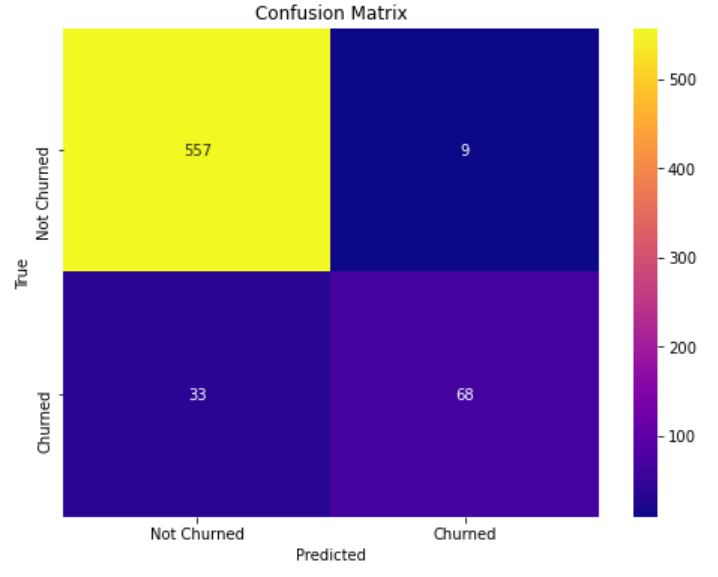 Confusion Matrix
Not Churned
557
9
500
400
300
200
100
True
Churned
33
68
Not Churned
Churned
Predicted